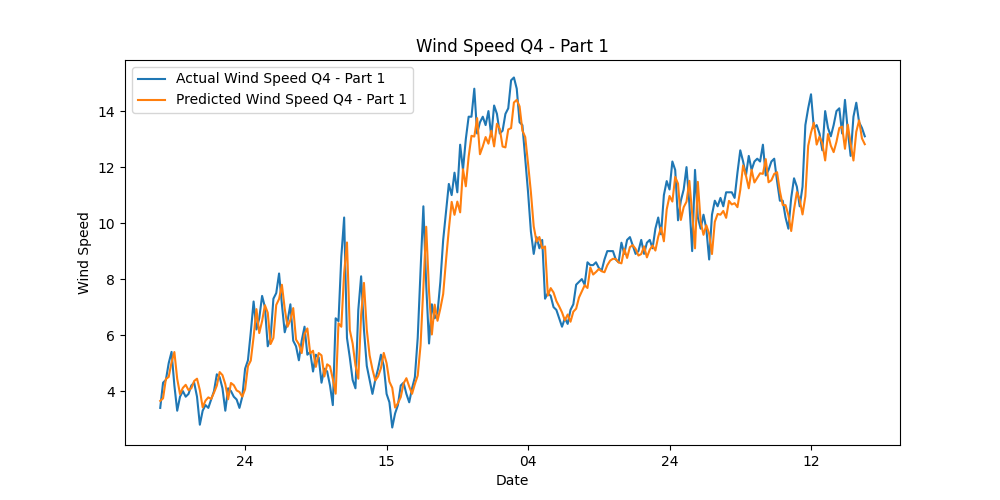 Wind Speed Q4 - Part 1
Actual Wind Speed Q4 - Part 1
Predicted Wind Speed Q4 - Part 1
Wind Speed
14
12
10
8
6
4
24
15
04
24
12
Date